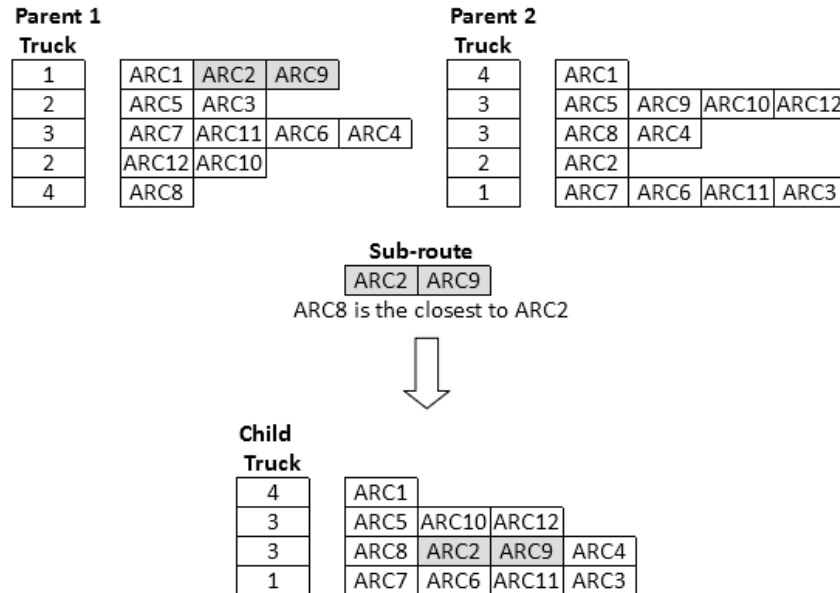 Parent 1
Truck
1 ARC1 ARC2 ARC9
2 ARC5 ARC3
3 ARC7 ARC11 ARC6 ARC4
2 ARC12 ARC10
4 ARC8
Parent 2
Truck
4 ARC1
3 ARC5 ARC9 ARC10 ARC12
3 ARC8 ARC4
2 ARC2
1 ARC7 ARC6 ARC11 ARC3
Sub-route
ARC2 ARC9
ARC8 is the closest to ARC2
Child
Truck
4 ARC1
3 ARC5 ARC10 ARC12
3 ARC8 ARC2 ARC9 ARC4
1 ARC7 ARC6 ARC11 ARC3